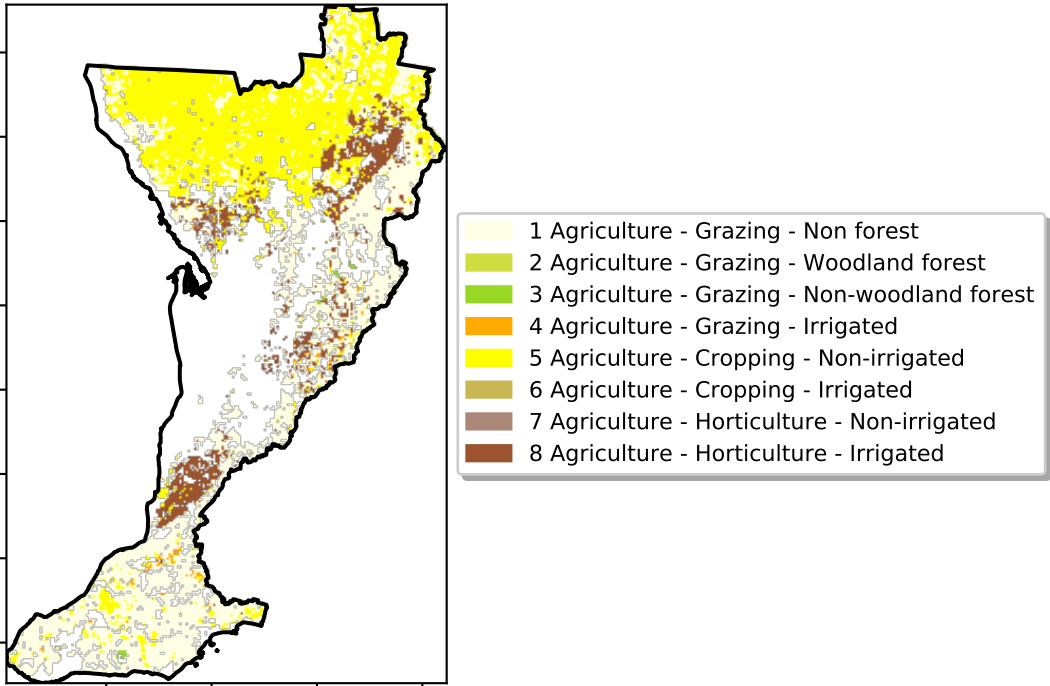 1 Agriculture - Grazing - Non forest
2 Agriculture - Grazing - Woodland forest
3 Agriculture - Grazing - Non-woodland forest
4 Agriculture - Grazing - Irrigated
5 Agriculture - Cropping - Non-irrigated
6 Agriculture - Cropping - Irrigated
7 Agriculture - Horticulture - Non-irrigated
8 Agriculture - Horticulture - Irrigated